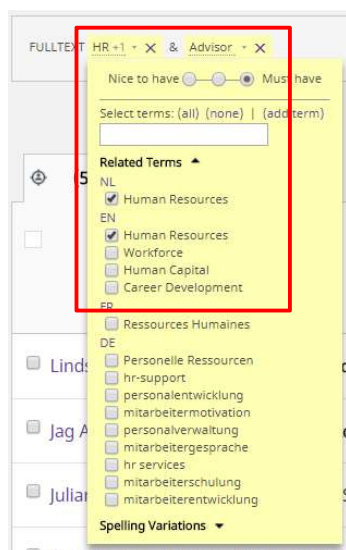 FULLTEXT HR +1 - X & Advisor - X
Nice to have Must have
Select terms: (all) (none) | (add term)
(5
Related Terms
NL
Human Resources
EN
Human Resources
Workforce
Human Capital
Career Development
FR
Ressources Humaines
DE
Personelle Ressourcen
hr-support
personalentwicklung
mitarbeitermotivation
personalverwaltung
mitarbeitergesprache
hr services
mitarbeiterschulung
mitarbeiterentwicklung
Spelling Variations
Linds
Jag A
Julian